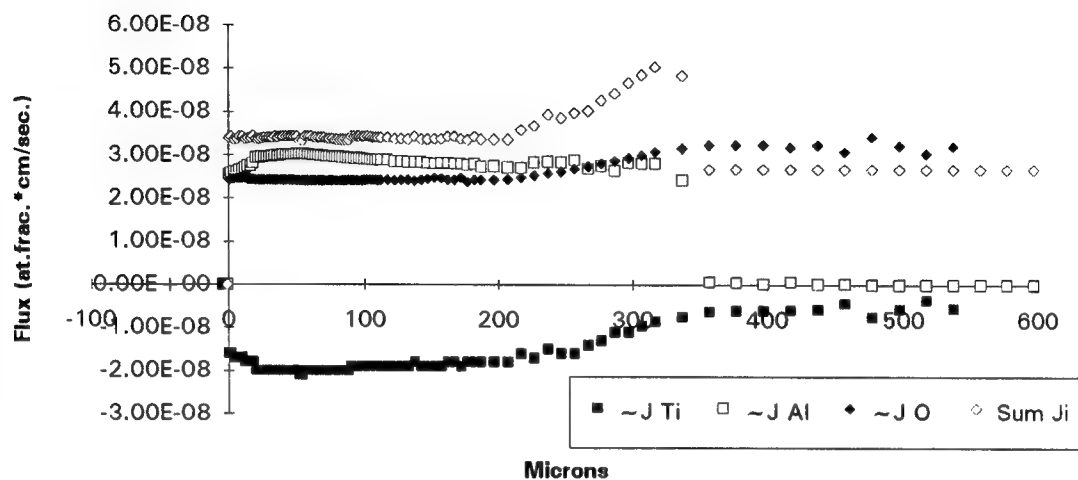 6.00E-08
5.00E-08
4.00E-08
3.00E-08
2.00E-08
1.00E-08
0.00E+00
-1.00E-08
-2.00E-08
-3.00E-08
Flux (at.frac.*cm/sec.)
-100 0 100 200 300 400 500 600
~J Ti ~J Al ~J O Sum Ji
Microns